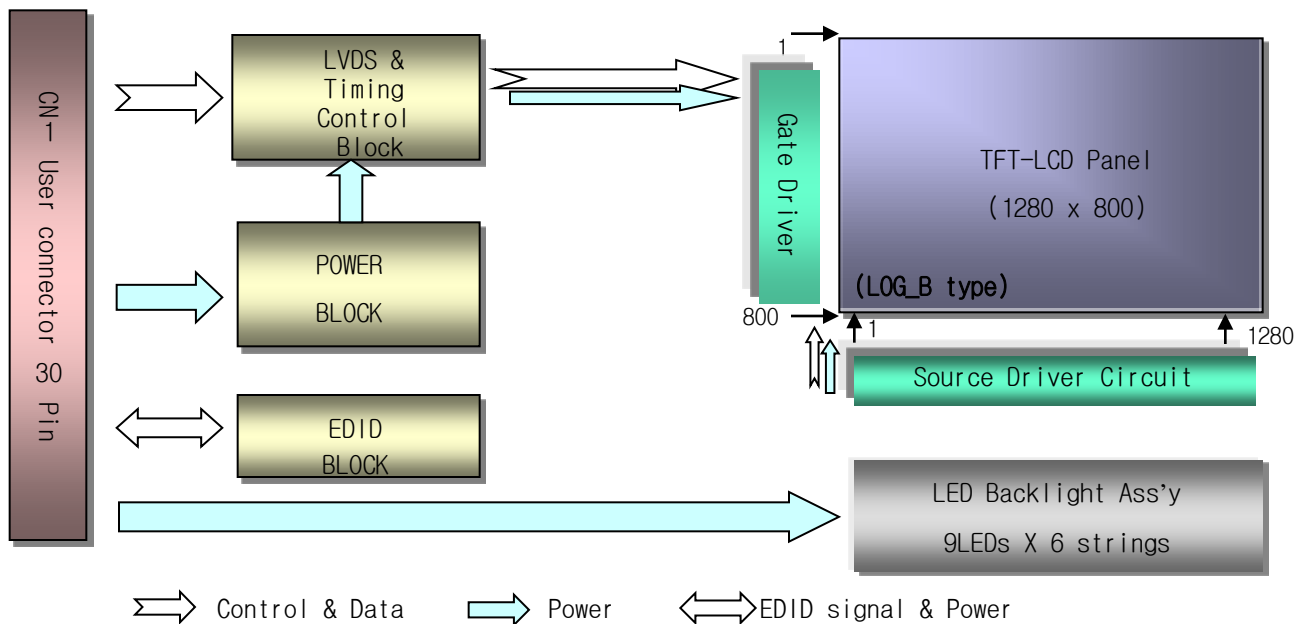 CN1 User connector 30 Pin
LVDS &
Timing
Control
Block
POWER
BLOCK
EDID
BLOCK
Gate Driver
1
800
TFT-LCD Panel
(1280 x 800)
(LOG_B type)
1
1280
Source Driver Circuit
LED Backlight Ass’y
9LEDs X 6 strings
Control & Data
Power
EDID signal & Power